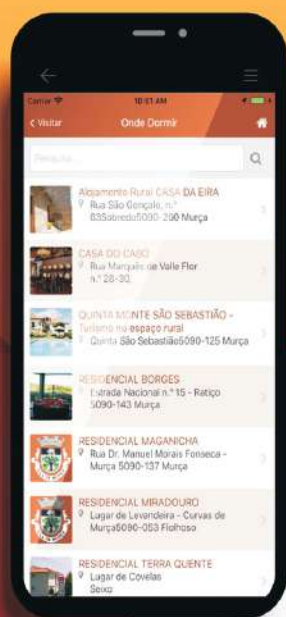 Carrier 10:51 AM
Visitar Onde Dormir
Pesquisa...
Alojamento Rural CASA DA EIRA
Rua São Gonçalo, n.º
83Sobredo5090-290 Murça
CASA DO CABO
Rua Marquês de Valle Flor
n.º 28-30
QUINTA MONTE SÃO SEBASTIÃO -
Turismo no espaço rural
Quinta São Sebastião5090-125 Murça
RESIDENCIAL BORGES
Estrada Nacional n.º 15 - Ratiço
5090-143 Murça
RESIDENCIAL MAGANICHA
Rua Dr. Manuel Morais Fonseca -
Murça 5090-137 Murça
RESIDENCIAL MIRADOURO
Lugar de Levandeira - Curvas de
Murça5090-053 Fiolhoso
RESIDENCIAL TERRA QUENTE
Lugar de Covelas
Seixo